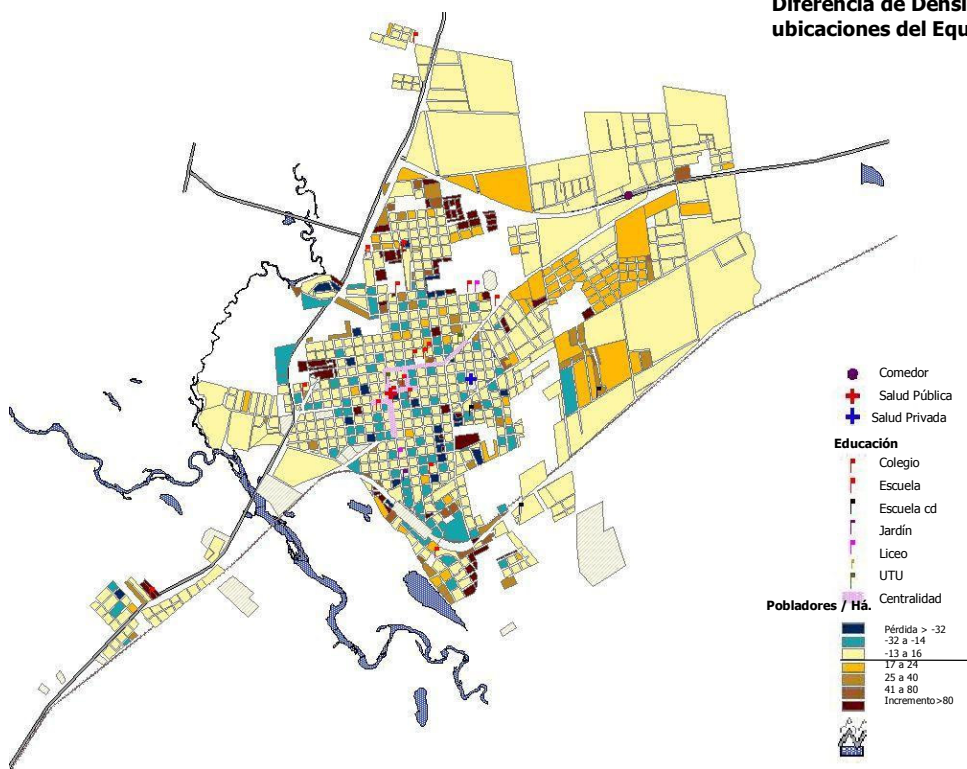 Diferencia de Densi
ubicaciones del Equ
Comedor
Salud Pública
Salud Privada
Educación
Colegio
Escuela
Escuela cd
Jardín
Liceo
UTU
Centralidad
Pobladores / Há.
Pérdida > -32
-32 a -14
-13 a 16
17 a 24
25 a 40
41 a 80
Incremento>80